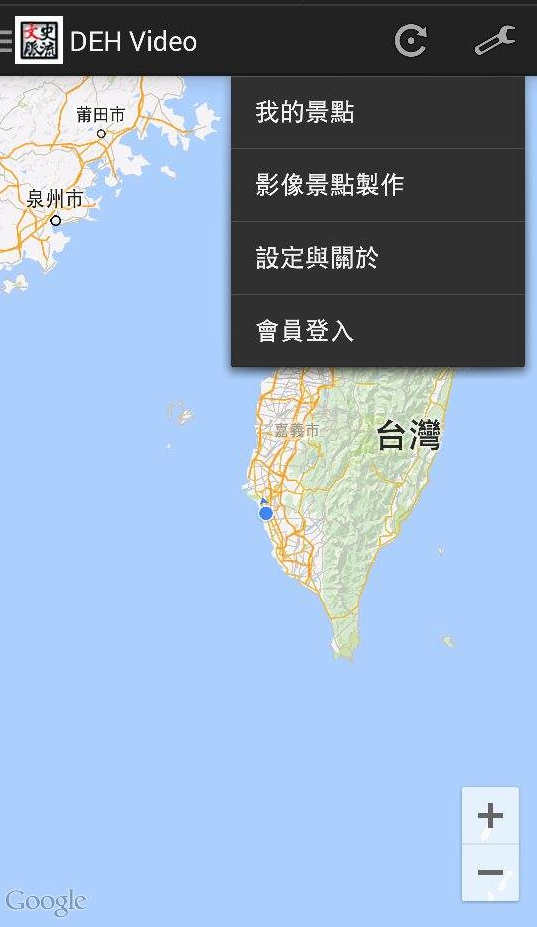 文史
脈流
DEH Video
我的景點
影像景點製作
設定與關於
會員登入
莆田市
泉州市
嘉義市
台灣
Google